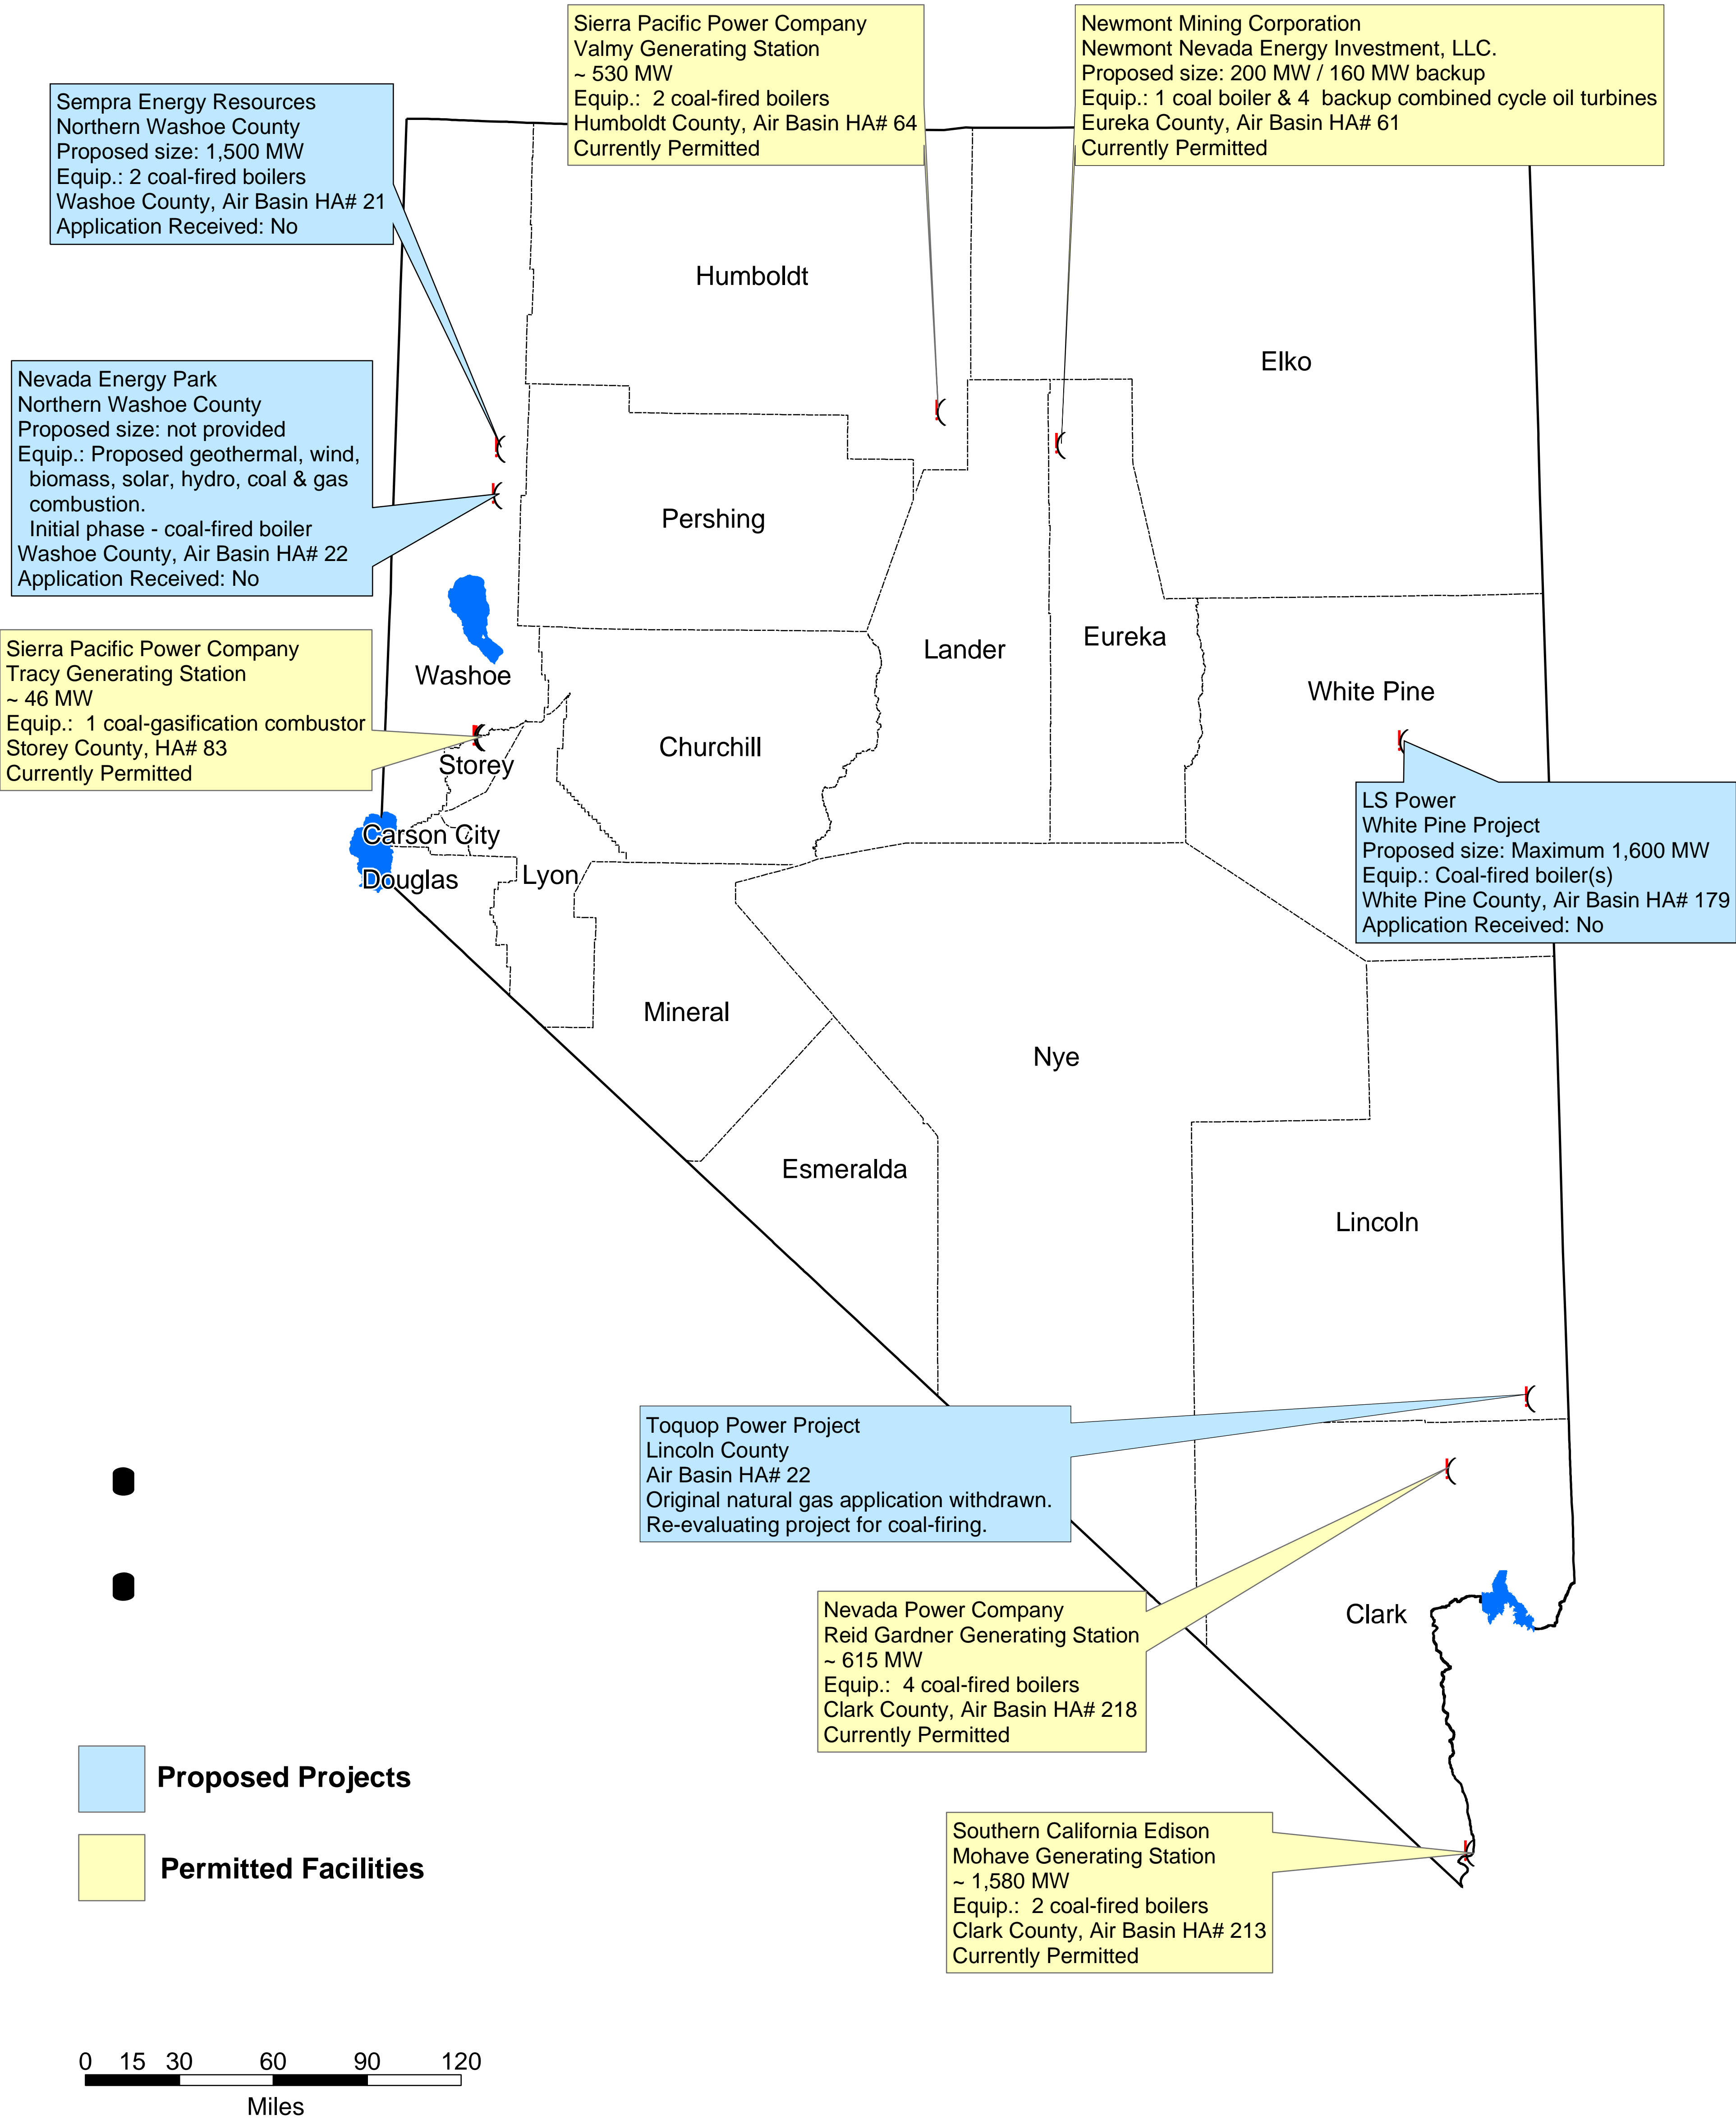 Sierra Pacific Power Company
Valmy Generating Station
~ 530 MW
Equip.:  2 coal-fired boilers
Humboldt County, Air Basin HA# 64
Currently Permitted
Newmont Mining Corporation
Newmont Nevada Energy Investment, LLC.
Proposed size: 200 MW / 160 MW backup
Equip.: 1 coal boiler & 4  backup combined cycle oil turbines
Eureka County, Air Basin HA# 61
Currently Permitted
Sempra Energy Resources
Northern Washoe County
Proposed size: 1,500 MW
Equip.: 2 coal-fired boilers
Washoe County, Air Basin HA# 21
Application Received: No
Humboldt
Elko
Nevada Energy Park
Northern Washoe County
Proposed size: not provided
Equip.: Proposed geothermal, wind,
biomass, solar, hydro, coal & gas
combustion.
Initial phase - coal-fired boiler
Washoe County, Air Basin HA# 22
Application Received: No
Pershing
Sierra Pacific Power Company
Tracy Generating Station
~ 46 MW
Equip.:  1 coal-gasification combustor
Storey County, HA# 83
Currently Permitted
Washoe
Lander
Eureka
White Pine
Storey
Churchill
LS Power
White Pine Project
Proposed size: Maximum 1,600 MW
Equip.: Coal-fired boiler(s)
White Pine County, Air Basin HA# 179
Application Received: No
Carson City
Douglas
Lyon
Mineral
Nye
Esmeralda
Lincoln
Toquop Power Project
Lincoln County
Air Basin HA# 22
Original natural gas application withdrawn.
Re-evaluating project for coal-firing.
Nevada Power Company
Reid Gardner Generating Station
~ 615 MW
Equip.:  4 coal-fired boilers
Clark County, Air Basin HA# 218
Currently Permitted
Clark
Proposed Projects
Permitted Facilities
Southern California Edison
Mohave Generating Station
~ 1,580 MW
Equip.:  2 coal-fired boilers
Clark County, Air Basin HA# 213
Currently Permitted
0 15 30 60 90 120
Miles